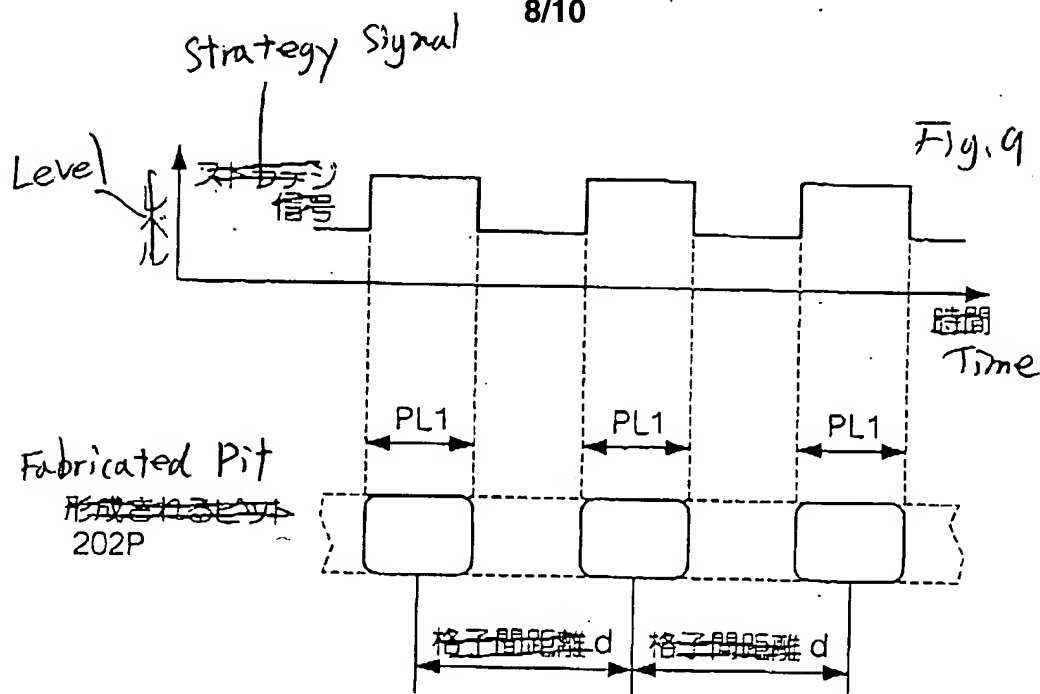 8/10
Strategy Signal
Fig. 9
Level
ストラテジ
信号
レベル
時間
Time
PL1 PL1 PL1
Fabricated Pit
形成されるピット
202P
格子間距離 d 格子間距離 d